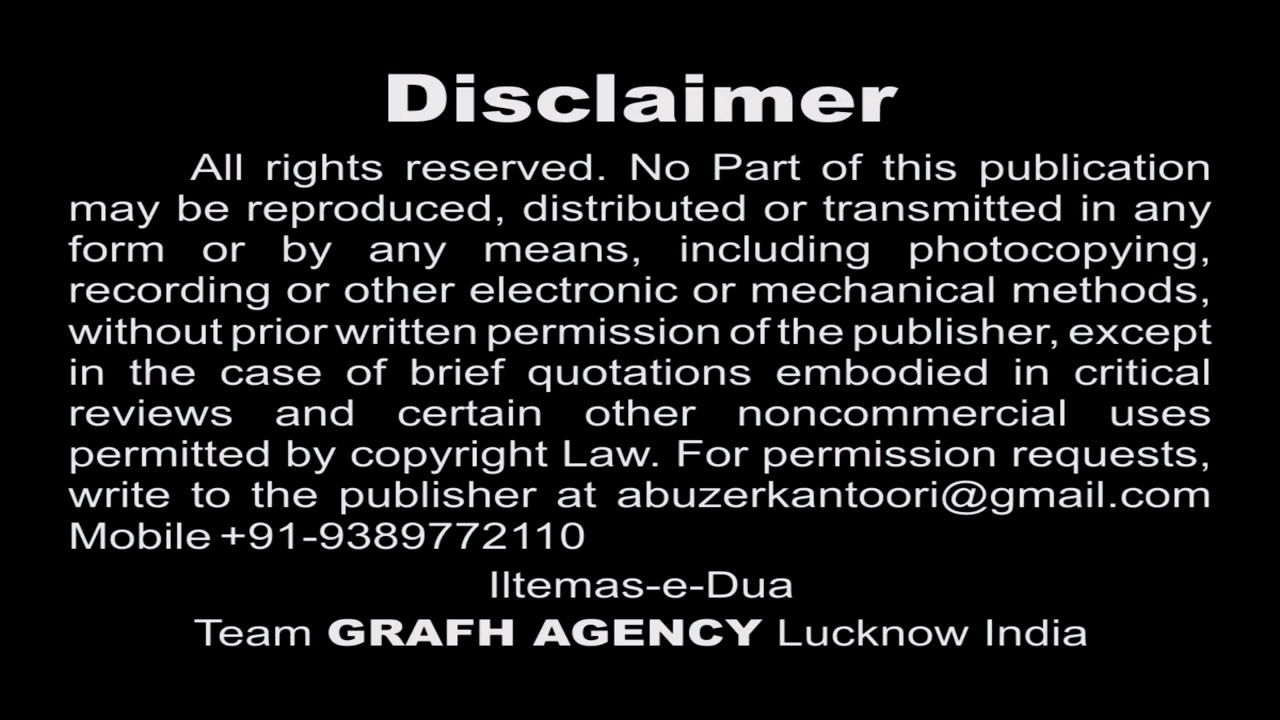 Disclaimer
All rights reserved. No Part of this publication
may be reproduced, distributed or transmitted in any
form or by any means, including photocopying,
recording or other electronic or mechanical methods,
without prior written permission of the publisher, except
in the case of brief quotations embodied in critical
reviews and certain other noncommercial uses
permitted by copyright Law. For permission requests,
write to the publisher at abuzerkantoori@gmail.com
Mobile +91-9389772110
Iltemas-e-Dua
Team GRAFH AGENCY Lucknow India